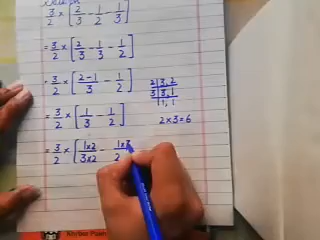 3/2 × [2/3 - 1/2 - 1/3]
= 3/2 × [2/3 - 1/3 - 1/2]
= 3/2 × [2-1/3 - 1/2]
2 | 3, 2
3 | 3, 1
1, 1
= 3/2 × [1/3 - 1/2]
2×3=6
= 3/2 × [1×2/3×2 - 1×3/2